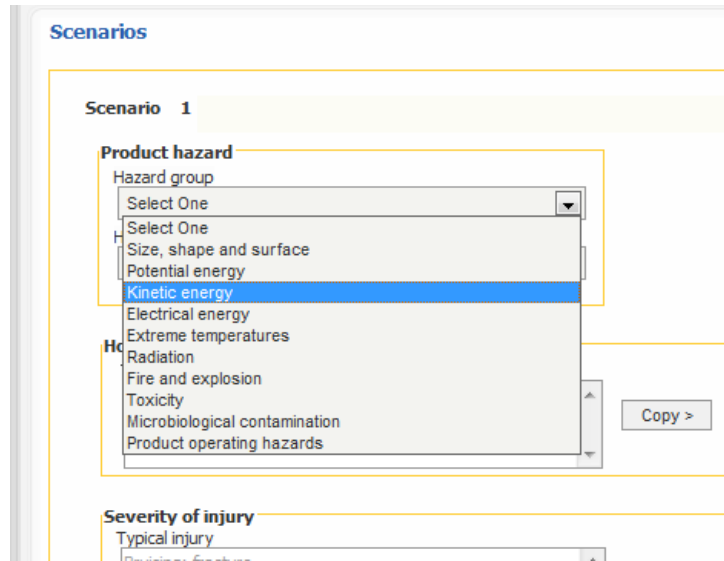 Scenarios
Scenario 1
Product hazard
Hazard group
Select One
Select One
Size, shape and surface
Potential energy
Kinetic energy
Electrical energy
Extreme temperatures
Radiation
Fire and explosion
Toxicity
Microbiological contamination
Product operating hazards
Copy >
Severity of injury
Typical injury